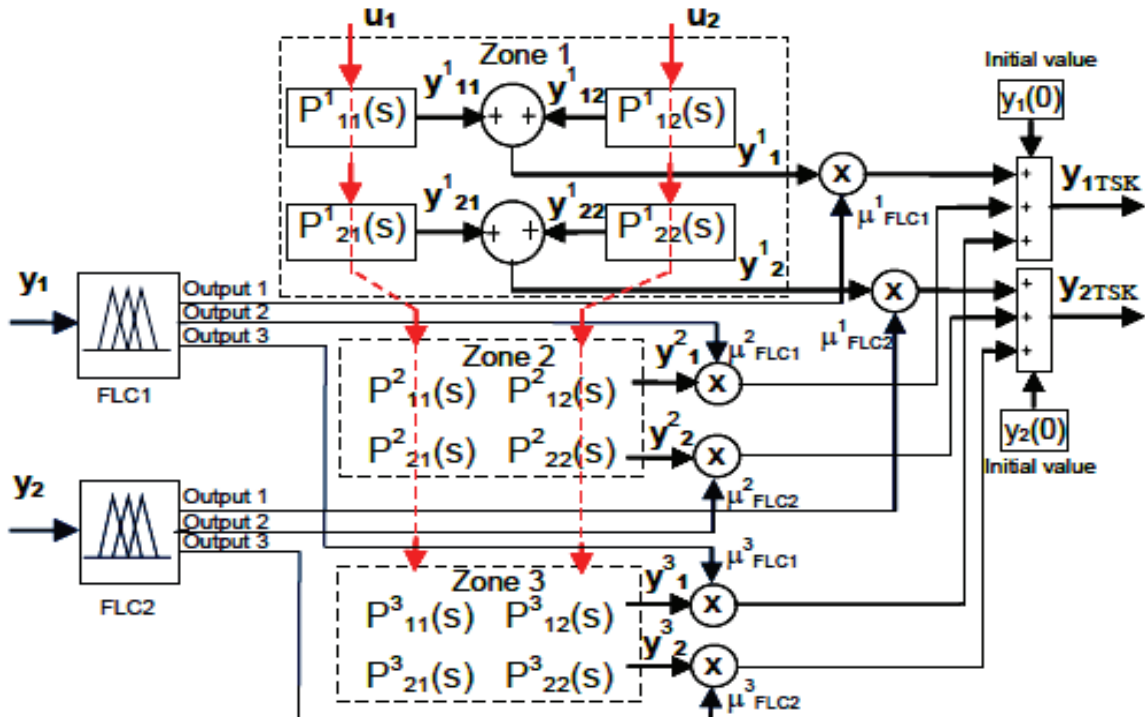 u₁ u₂
Zone 1
Initial value
y₁(0)
P¹₁₁(s) y¹₁₁ + + y¹₁₂ P¹₁₂(s)
y¹₁ X
μ¹FLC1
+ + + y₁TSK
P¹₂₁(s) y¹₂₁ + + y¹₂₂ P¹₂₂(s)
y¹₂ X
μ¹FLC2
+ + + y₂TSK
y₂(0)
Initial value
y₁
Output 1
Output 2
Output 3
FLC1
Zone 2
P²₁₁(s) P²₁₂(s) y²₁ X μ²FLC1
P²₂₁(s) P²₂₂(s) y²₂ X
μ²FLC2
y₂
Output 1
Output 2
Output 3
FLC2
Zone 3
μ³FLC1
P³₁₁(s) P³₁₂(s) y³₁ X
P³₂₁(s) P³₂₂(s) y³₂ X
μ³FLC2